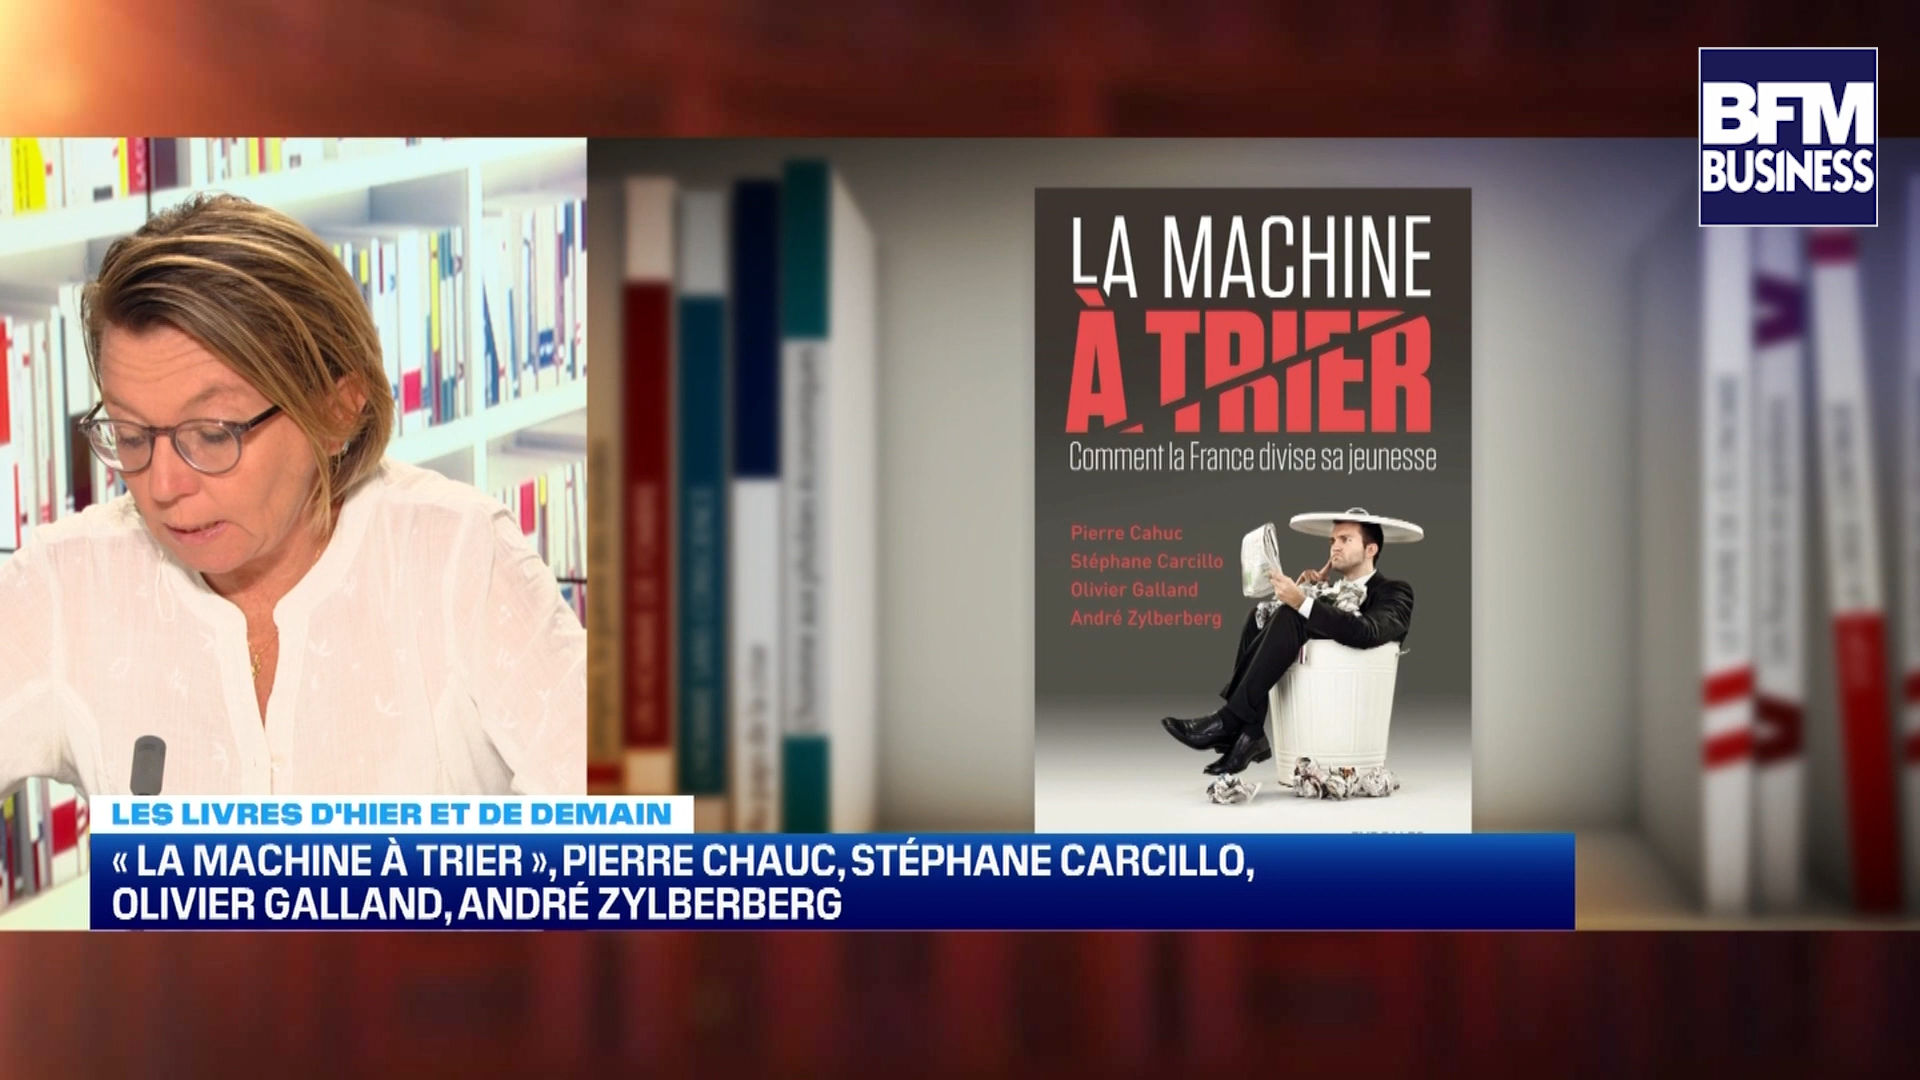 BFM
BUSINESS
LA MACHINE
À TRIER
Comment la France divise sa jeunesse
Pierre Cahuc
Stéphane Carcillo
Olivier Galland
André Zylberberg
LES LIVRES D'HIER ET DE DEMAIN
« LA MACHINE À TRIER », PIERRE CHAUC, STÉPHANE CARCILLO,
OLIVIER GALLAND, ANDRÉ ZYLBERBERG